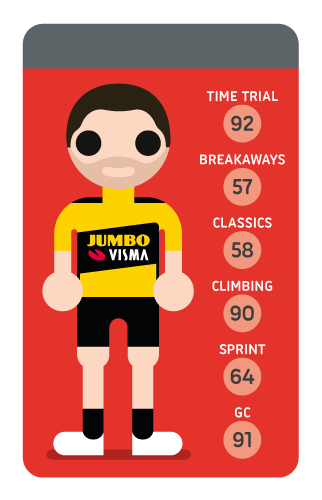 JUMBO
VISMA
TIME TRIAL
92
BREAKAWAYS
57
CLASSICS
58
CLIMBING
90
SPRINT
64
GC
91